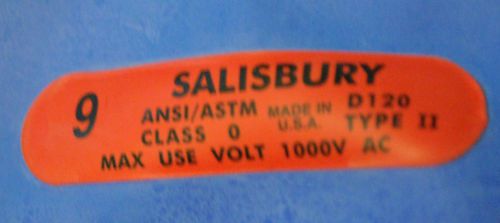 SALISBURY
9 ANSI/ASTM MADE IN D120
CLASS 0 U.S.A. TYPE II
MAX USE VOLT 1000V AC